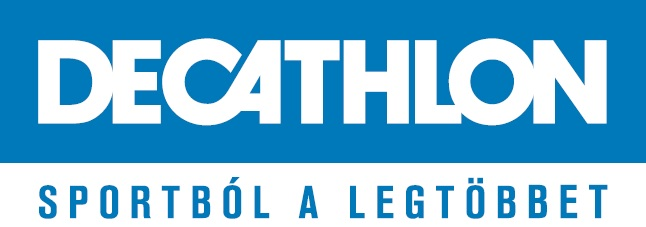 DECATHLON
SPORTBÓL A LEGTÖBBET